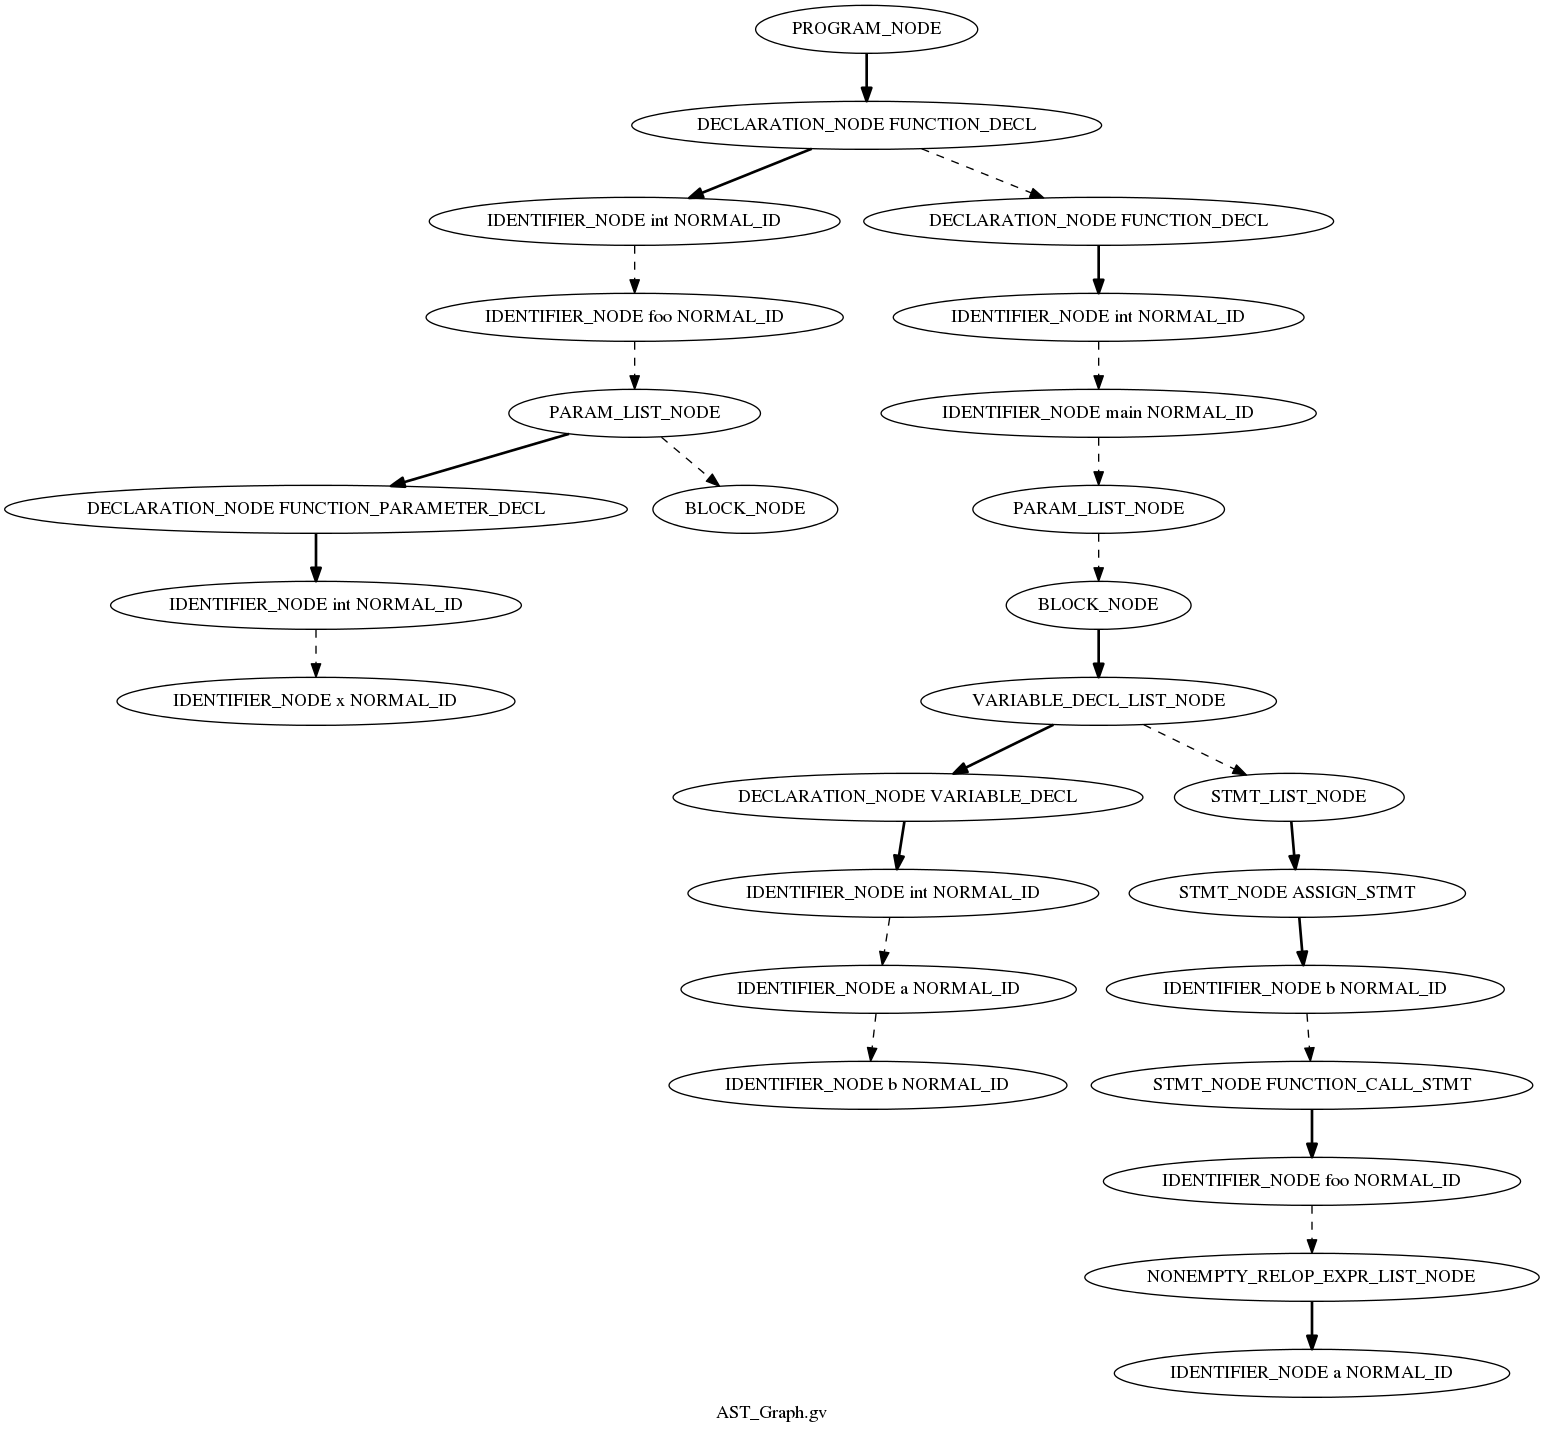 PROGRAM_NODE
DECLARATION_NODE FUNCTION_DECL
IDENTIFIER_NODE int NORMAL_ID
DECLARATION_NODE FUNCTION_DECL
IDENTIFIER_NODE foo NORMAL_ID
IDENTIFIER_NODE int NORMAL_ID
PARAM_LIST_NODE
IDENTIFIER_NODE main NORMAL_ID
DECLARATION_NODE FUNCTION_PARAMETER_DECL
BLOCK_NODE
PARAM_LIST_NODE
IDENTIFIER_NODE int NORMAL_ID
BLOCK_NODE
IDENTIFIER_NODE x NORMAL_ID
VARIABLE_DECL_LIST_NODE
DECLARATION_NODE VARIABLE_DECL
STMT_LIST_NODE
IDENTIFIER_NODE int NORMAL_ID
STMT_NODE ASSIGN_STMT
IDENTIFIER_NODE a NORMAL_ID
IDENTIFIER_NODE b NORMAL_ID
IDENTIFIER_NODE b NORMAL_ID
STMT_NODE FUNCTION_CALL_STMT
IDENTIFIER_NODE foo NORMAL_ID
NONEMPTY_RELOP_EXPR_LIST_NODE
IDENTIFIER_NODE a NORMAL_ID
AST_Graph.gv